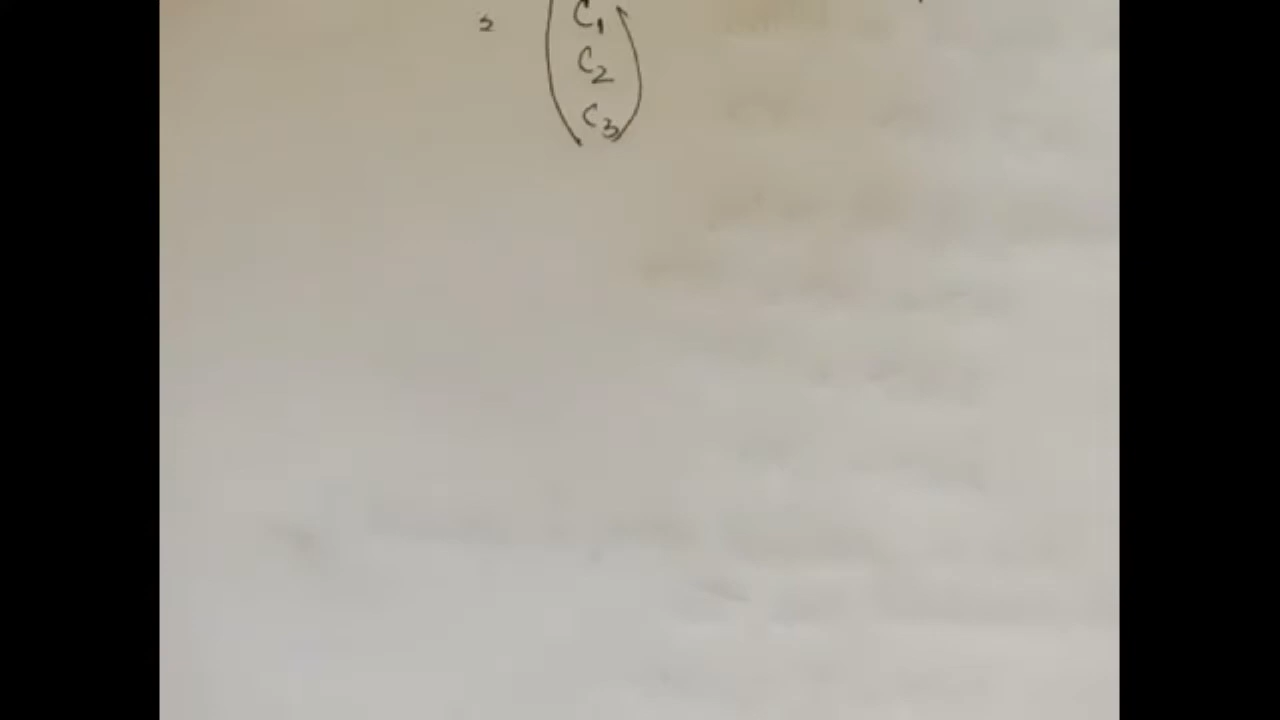 = ( C₁
C₂
C₃ )